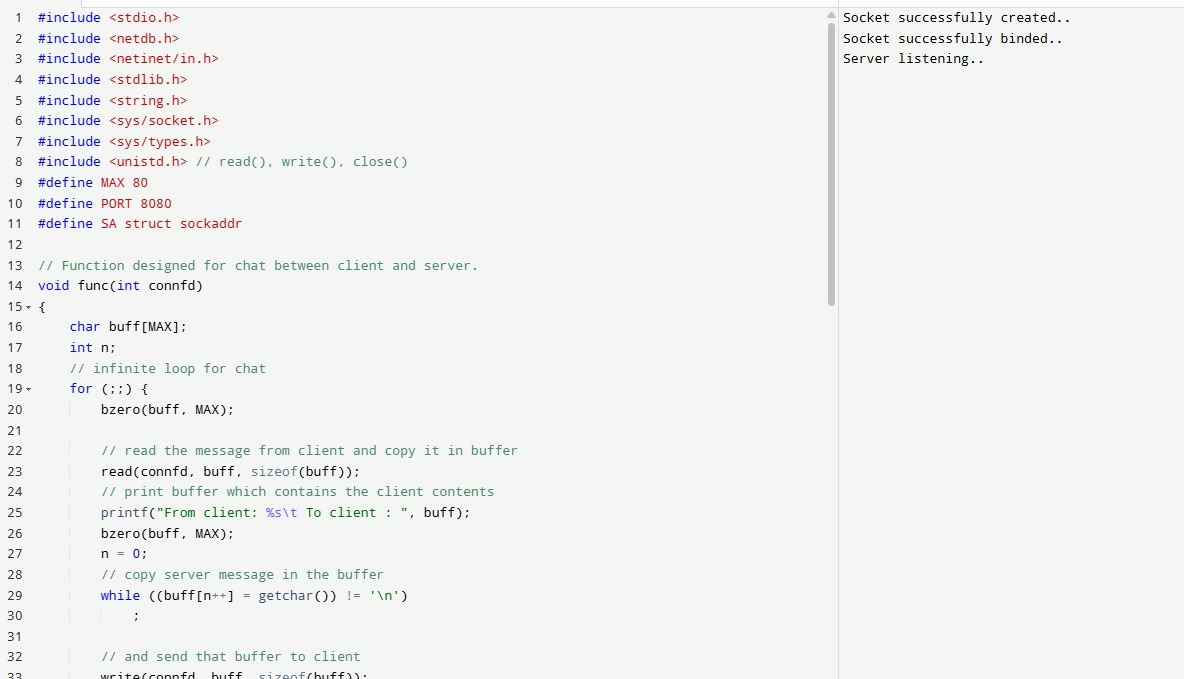 1 #include <stdio.h>
2 #include <netdb.h>
3 #include <netinet/in.h>
4 #include <stdlib.h>
5 #include <string.h>
6 #include <sys/socket.h>
7 #include <sys/types.h>
8 #include <unistd.h> // read(), write(), close()
9 #define MAX 80
10 #define PORT 8080
11 #define SA struct sockaddr
12
13 // Function designed for chat between client and server.
14 void func(int connfd)
15 {
16     char buff[MAX];
17     int n;
18     // infinite loop for chat
19     for (;;) {
20         bzero(buff, MAX);
21
22         // read the message from client and copy it in buffer
23         read(connfd, buff, sizeof(buff));
24         // print buffer which contains the client contents
25         printf("From client: %s\t To client : ", buff);
26         bzero(buff, MAX);
27         n = 0;
28         // copy server message in the buffer
29         while ((buff[n++] = getchar()) != '\n')
30             ;
31
32         // and send that buffer to client
33         write(connfd, buff, sizeof(buff));
Socket successfully created..
Socket successfully binded..
Server listening..